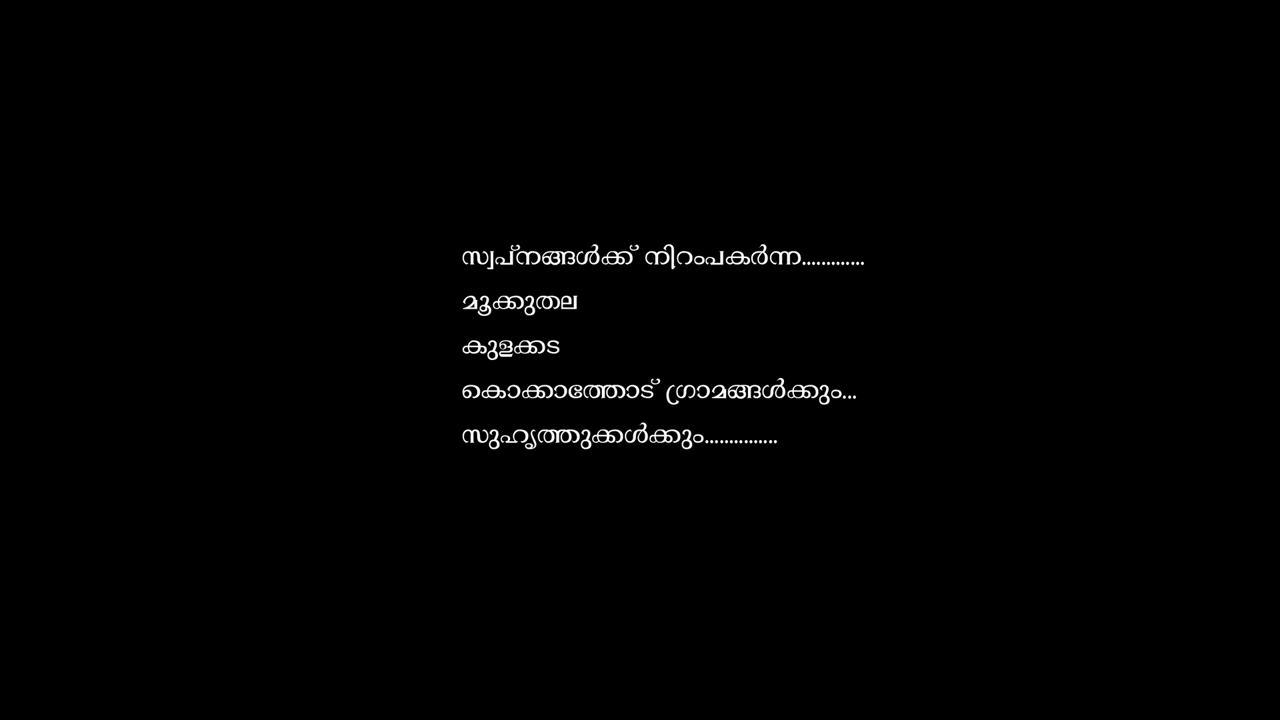 സ്വപ്നങ്ങൾക്ക് നിറംപകർന്ന.............
മൂക്കുതല
കുളക്കട
കൊക്കാത്തോട് ഗ്രാമങ്ങൾക്കും...
സുഹൃത്തുക്കൾക്കും...............